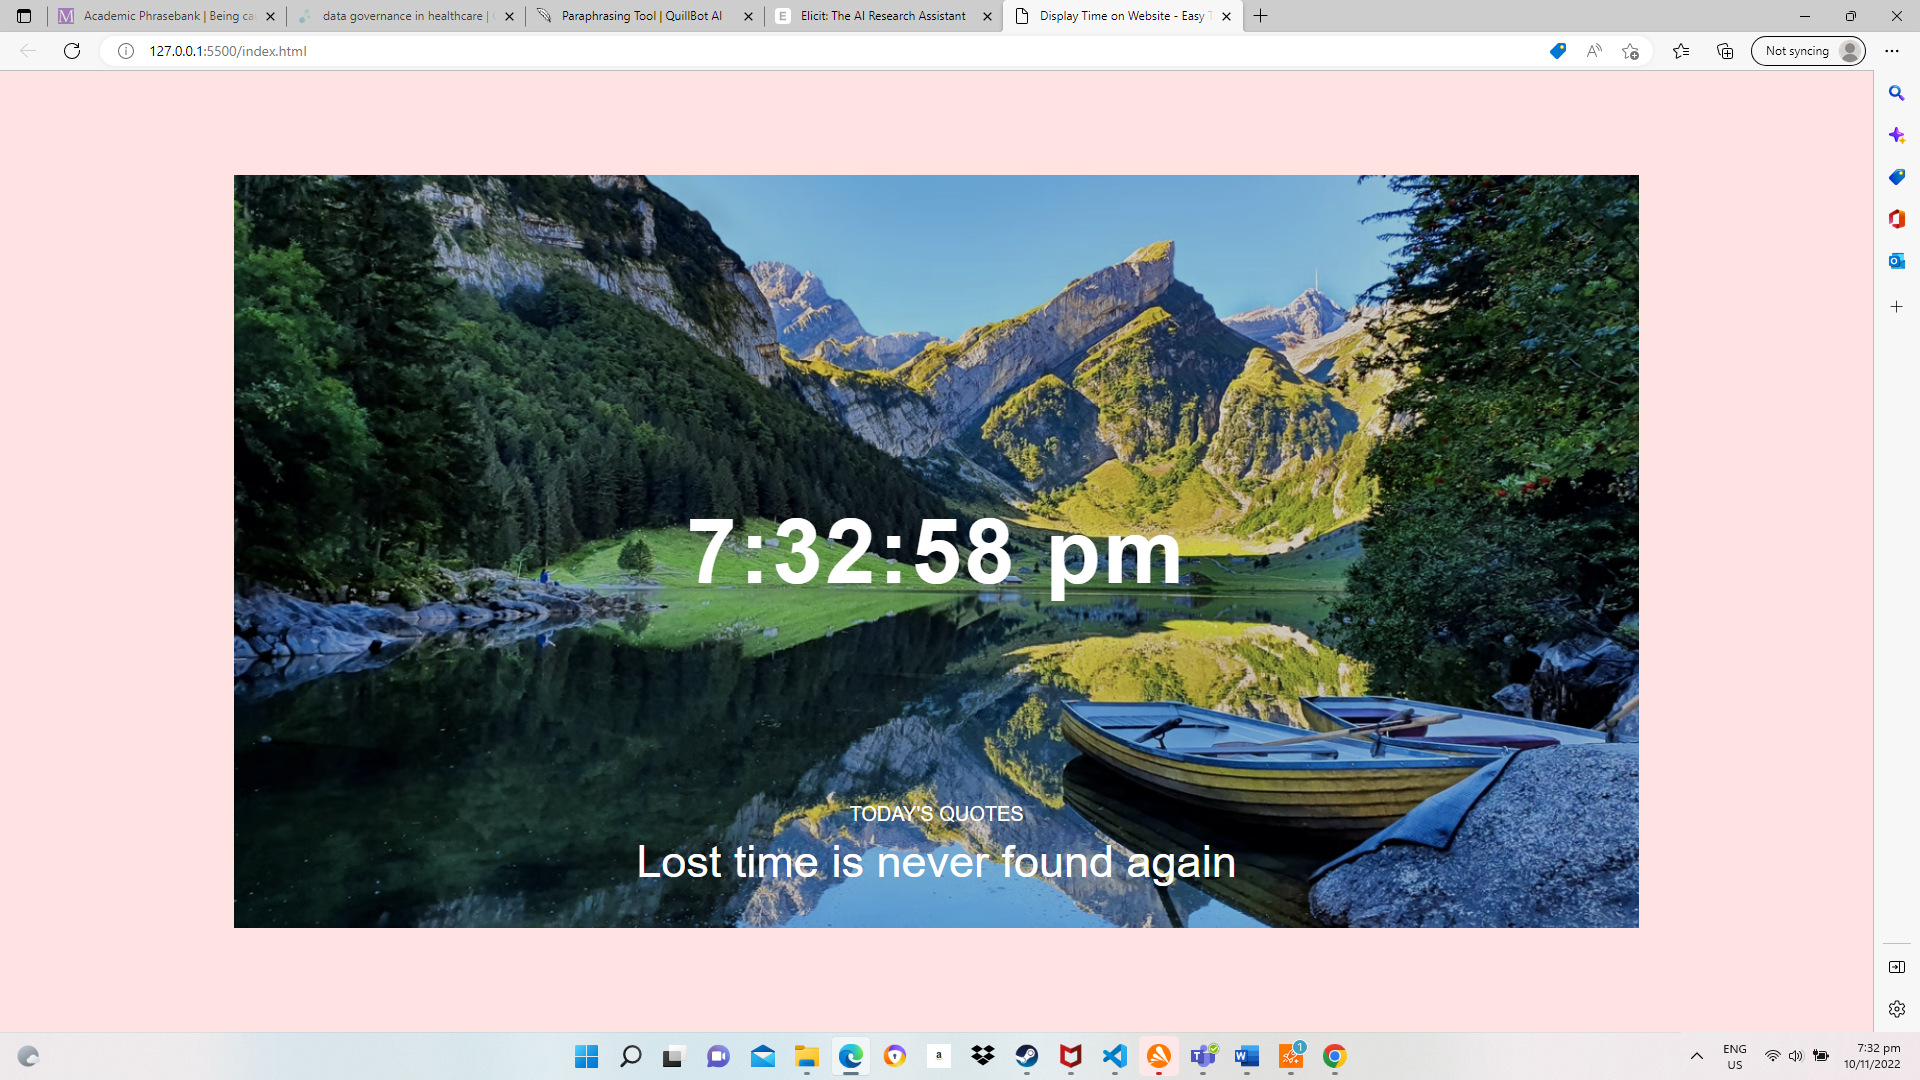 Academic Phrasebank | Being ca
data governance in healthcare |
Paraphrasing Tool | QuillBot AI
Elicit: The AI Research Assistant
Display Time on Website - Easy T
127.0.0.1:5500/index.html
Not syncing
7:32:58 pm
TODAY'S QUOTES
Lost time is never found again
ENG
US
7:32 pm
10/11/2022